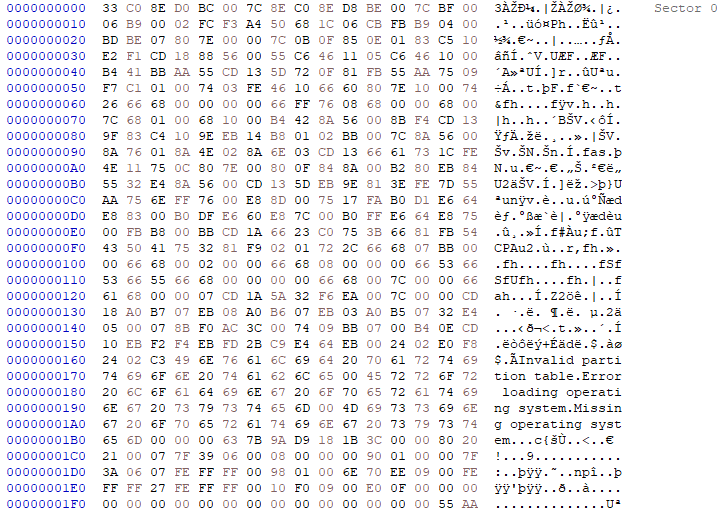 0000000000 33 C0 8E D0 BC 00 7C 8E C0 8E D8 BE 00 7C BF 00 3ÀŽÐ¼.|ŽÀŽØ¾.|¿. Sector 0
0000000010 06 B9 00 02 FC F3 A4 50 68 1C 06 CB FB B9 04 00 .¹..üó¤Ph..Ëû¹..
0000000020 BD BE 07 80 7E 00 00 7C 0B 0F 85 0E 01 83 C5 10 ½¾.€~..|..…..ƒÅ.
0000000030 E2 F1 CD 18 88 56 00 55 C6 46 11 05 C6 46 10 00 âñÍ.ˆV.UÆF..ÆF..
0000000040 B4 41 BB AA 55 CD 13 5D 72 0F 81 FB 55 AA 75 09 ´A»ªUÍ.]r..ûUªu.
0000000050 F7 C1 01 00 74 03 FE 46 10 66 60 80 7E 10 00 74 ÷Á..t.þF.f`€~..t
0000000060 26 66 68 00 00 00 00 66 FF 76 08 68 00 00 68 00 &fh....fÿv.h..h.
0000000070 7C 68 01 00 68 10 00 B4 42 8A 56 00 8B F4 CD 13 |h..h..´BŠV.‹ôÍ.
0000000080 9F 83 C4 10 9E EB 14 B8 01 02 BB 00 7C 8A 56 00 ŸƒÄ.žë.¸..».|ŠV.
0000000090 8A 76 01 8A 4E 02 8A 6E 03 CD 13 66 61 73 1C FE Šv.ŠN.Šn.Í.fas.þ
00000000A0 4E 11 75 0C 80 7E 00 80 0F 84 8A 00 B2 80 EB 84 N.u.€~.€.„Š.²€ë„
00000000B0 55 32 E4 8A 56 00 CD 13 5D EB 9E 81 3E FE 7D 55 U2äŠV.Í.]ëž.>þ}U
00000000C0 AA 75 6E FF 76 00 E8 8D 00 75 17 FA B0 D1 E6 64 ªunÿv.è..u.ú°Ñæd
00000000D0 E8 83 00 B0 DF E6 60 E8 7C 00 B0 FF E6 64 E8 75 èƒ.°ßæ`è|.°ÿædèu
00000000E0 00 FB B8 00 BB CD 1A 66 23 C0 75 3B 66 81 FB 54 .û¸.»Í.f#Àu;f.ûT
00000000F0 43 50 41 75 32 81 F9 02 01 72 2C 66 68 07 BB 00 CPAu2.ù..r,fh.».
0000000100 00 66 68 00 02 00 00 66 68 08 00 00 00 66 53 66 .fh....fh....fSf
0000000110 53 66 55 66 68 00 00 00 00 66 68 00 7C 00 00 66 SfUfh....fh.|..f
0000000120 61 68 00 00 07 CD 1A 5A 32 F6 EA 00 7C 00 00 CD ah...Í.Z2öê.|..Í
0000000130 18 A0 B7 07 EB 08 A0 B6 07 EB 03 A0 B5 07 32 E4 . ·.ë. ¶.ë. µ.2ä
0000000140 05 00 07 8B F0 AC 3C 00 74 09 BB 07 00 B4 0E CD ...‹ð¬<.t.»..´.Í
0000000150 10 EB F2 F4 EB FD 2B C9 E4 64 EB 00 24 02 E0 F8 .ëòôëý+Éädë.$.àø
0000000160 24 02 C3 49 6E 76 61 6C 69 64 20 70 61 72 74 69 $.ÃInvalid parti
0000000170 74 69 6F 6E 20 74 61 62 6C 65 00 45 72 72 6F 72 tion table.Error
0000000180 20 6C 6F 61 64 69 6E 67 20 6F 70 65 72 61 74 69 loading operati
0000000190 6E 67 20 73 79 73 74 65 6D 00 4D 69 73 73 69 6E ng system.Missin
00000001A0 67 20 6F 70 65 72 61 74 69 6E 67 20 73 79 73 74 g operating syst
00000001B0 65 6D 00 00 00 63 7B 9A D9 18 1B 3C 00 00 80 20 em...c{šÙ..<..€
00000001C0 21 00 07 7F 39 06 00 08 00 00 00 90 01 00 00 7F !...9...........
00000001D0 3A 06 07 FE FF FF 00 98 01 00 6E 70 EE 09 00 FE :..þÿÿ.˜..npî..þ
00000001E0 FF FF 27 FE FF FF 00 10 F0 09 00 E0 0F 00 00 00 ÿÿ'þÿÿ..ð..à....
00000001F0 00 00 00 00 00 00 00 00 00 00 00 00 00 00 55 AA ..............Uª